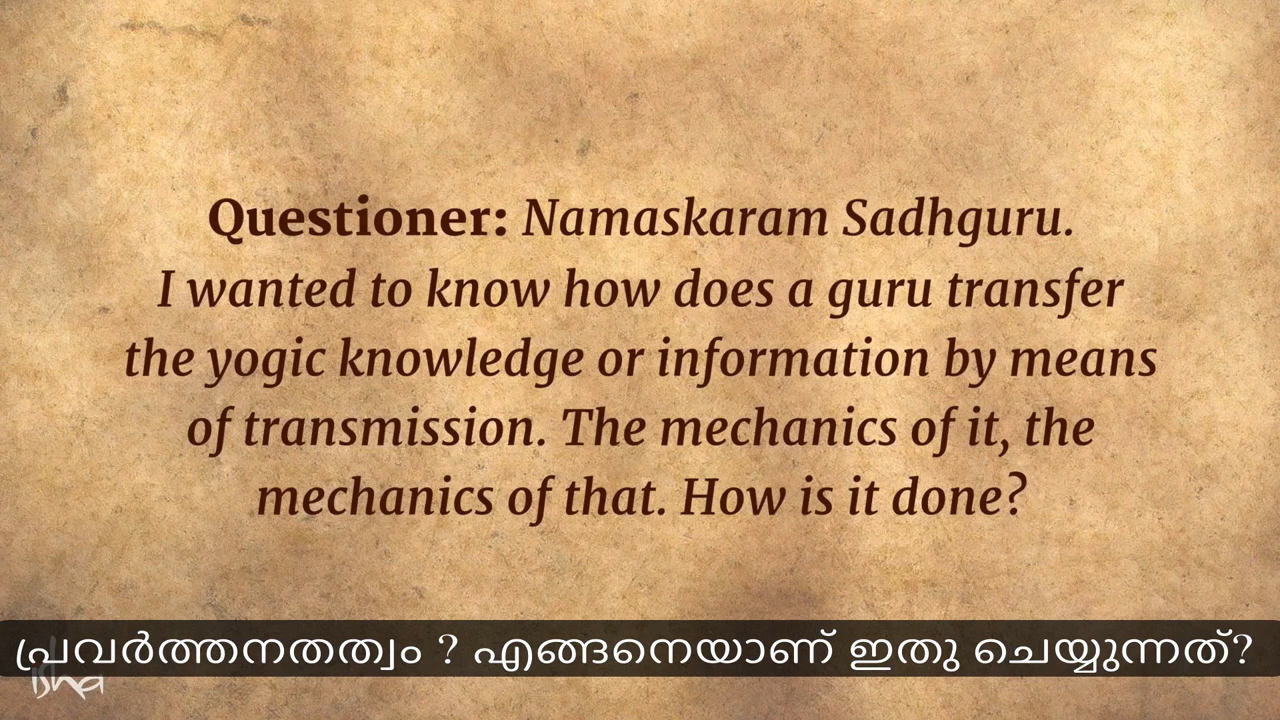 Questioner: Namaskaram Sadhguru.
I wanted to know how does a guru transfer
the yogic knowledge or information by means
of transmission. The mechanics of it, the
mechanics of that. How is it done?
പ്രവർത്തനതത്വം ? എങ്ങനെയാണ് ഇതു ചെയ്യുന്നത്?
isha